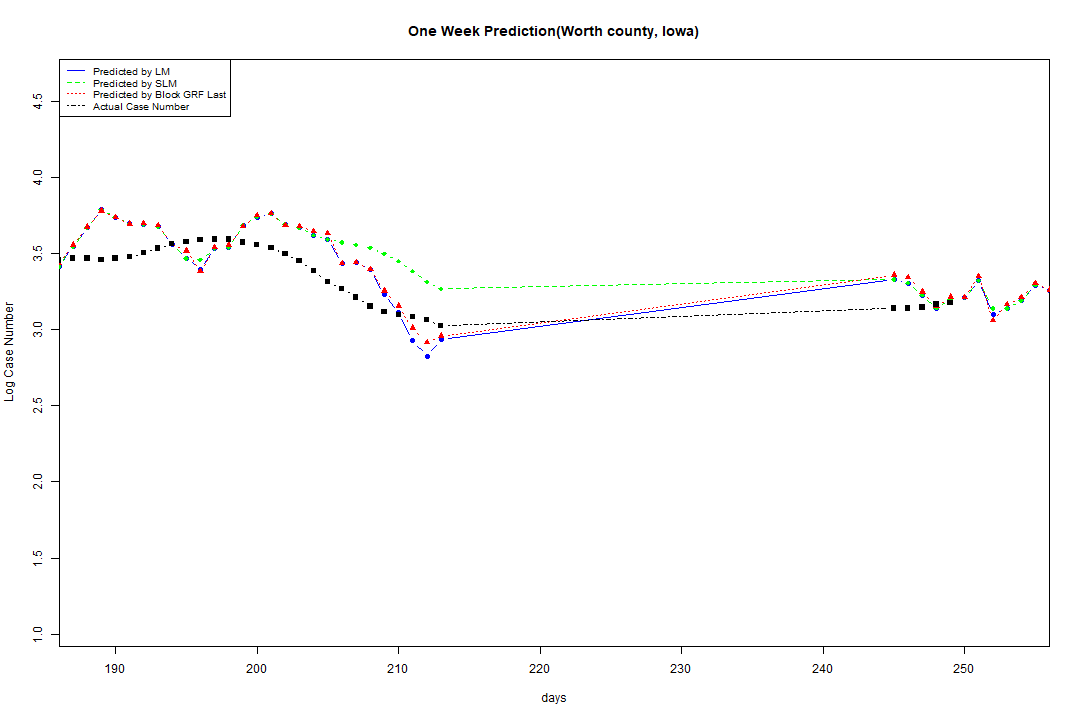 One Week Prediction(Worth county, Iowa)
Predicted by LM
Predicted by SLM
Predicted by Block GRF Last
Actual Case Number
Log Case Number
4.5
4.0
3.5
3.0
2.5
2.0
1.5
1.0
190 200 210 220 230 240 250
days